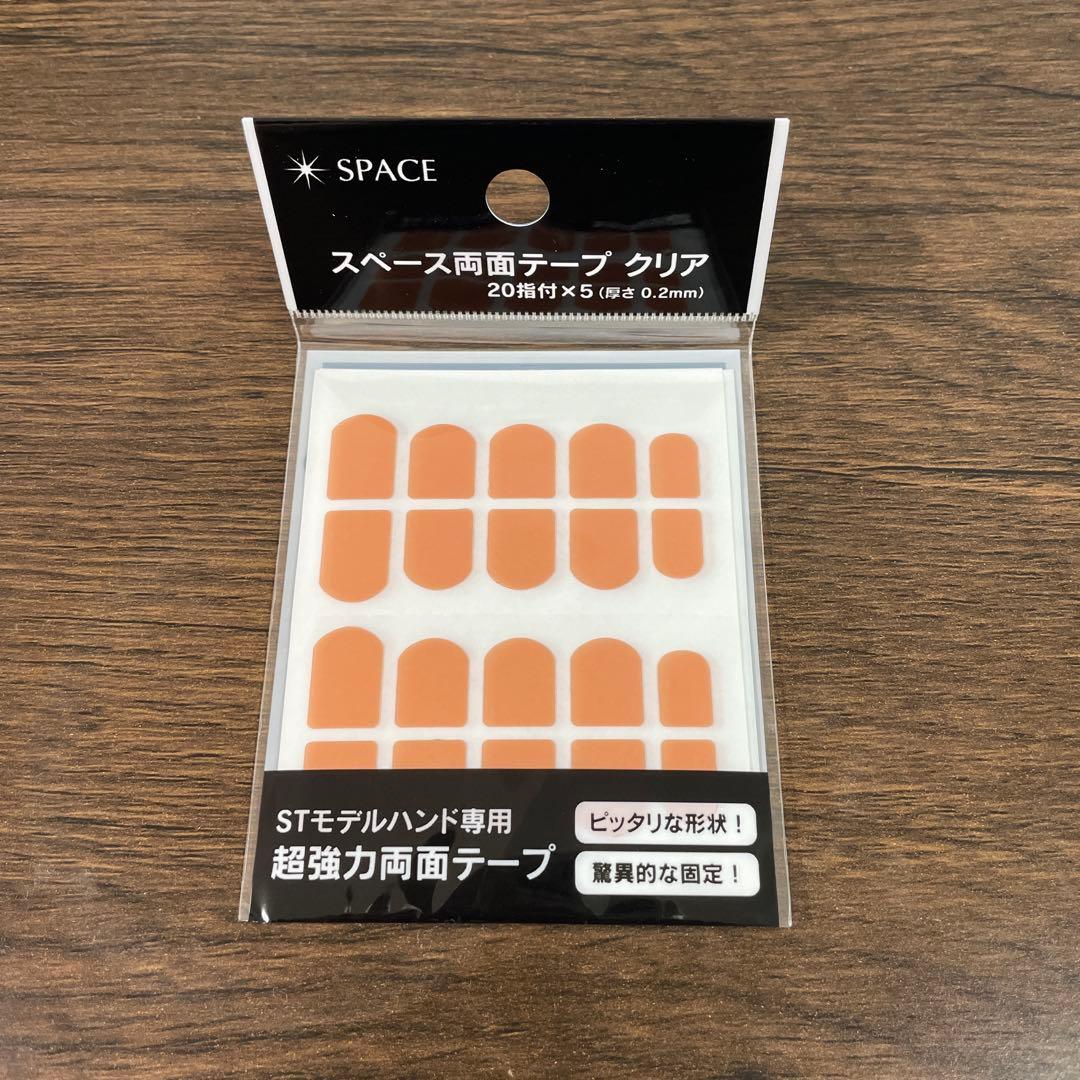 SPACE
スペース両面テープ クリア
20指付×5(厚さ 0.2mm)
STモデルハンド専用
超強力両面テープ
ピッタリな形状!
驚異的な固定!